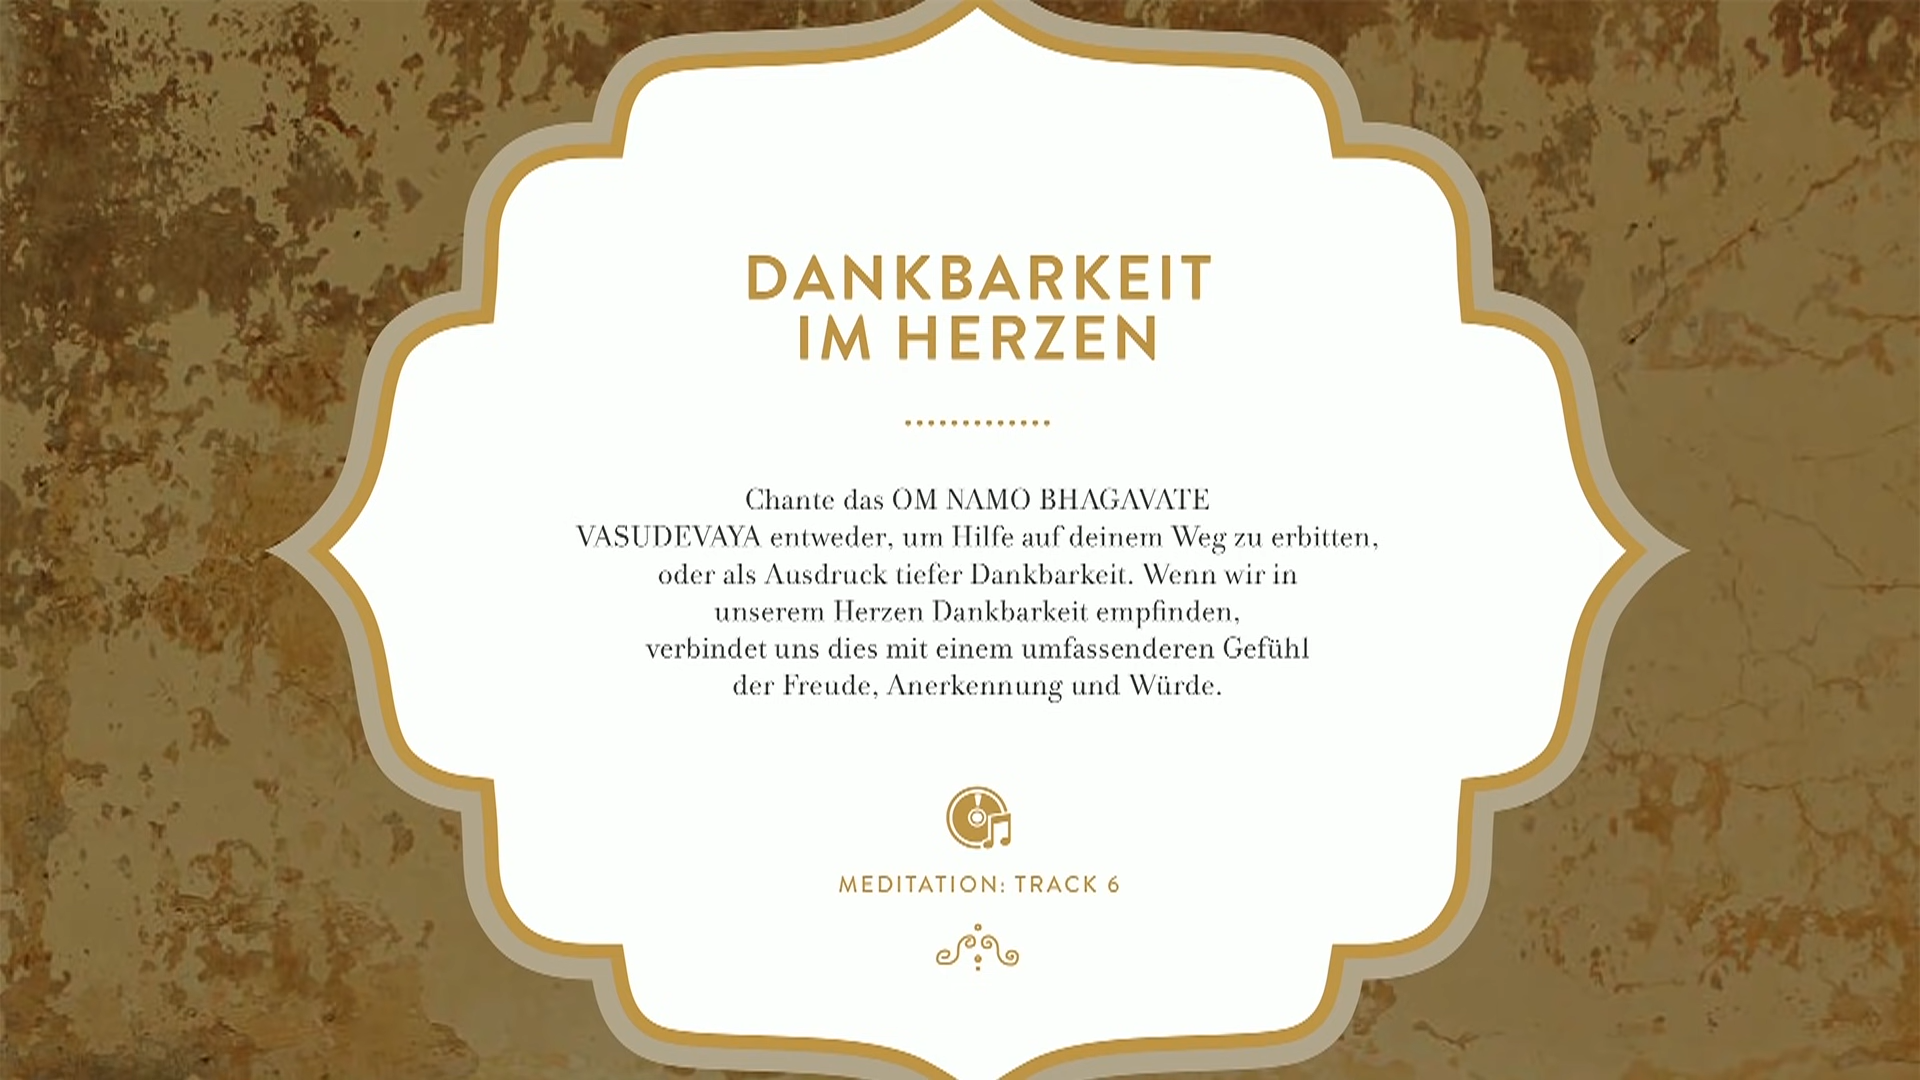 DANKBARKEIT
IM HERZEN
Chante das OM NAMO BHAGAVATE
VASUDEVAYA entweder, um Hilfe auf deinem Weg zu erbitten,
oder als Ausdruck tiefer Dankbarkeit. Wenn wir in
unserem Herzen Dankbarkeit empfinden,
verbindet uns dies mit einem umfassenderen Gefühl
der Freude, Anerkennung und Würde.
MEDITATION: TRACK 6